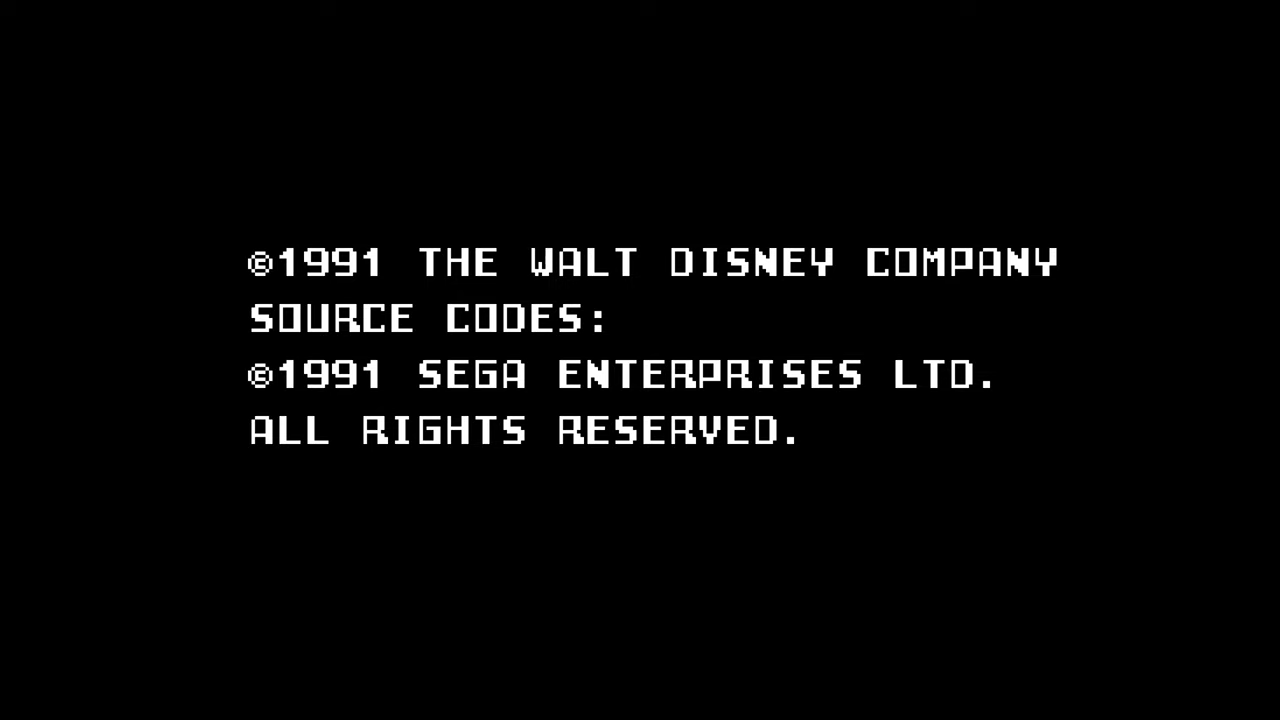 ©1991 THE WALT DISNEY COMPANY
SOURCE CODES:
©1991 SEGA ENTERPRISES LTD.
ALL RIGHTS RESERVED.